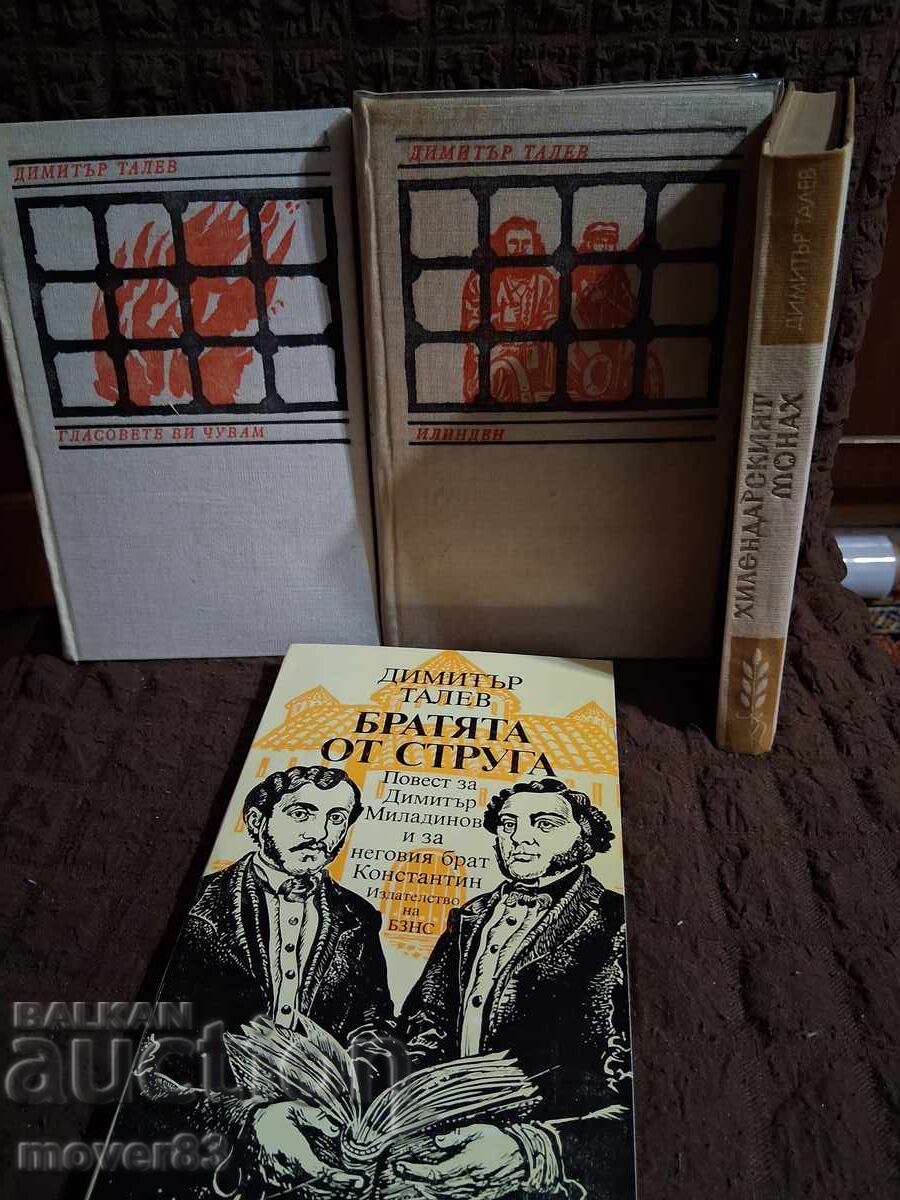 ДИМИТЪР ТАЛЕВ
ГЛАСОВЕТЕ ВИ ЧУВАМ
ДИМИТЪР ТАЛЕВ
ИЛИНДЕН
ДИМИТЪР ТАЛЕВ
ХИЛЕНДАРСКИЯТ
МОНАХ
ДИМИТЪР
ТАЛЕВ
БРАТЯТА
ОТ СТРУГА
Повест за
Димитър
Миладинов
и за
неговия брат
Константин
Издателство
на
БЗНС
BALKAN
auction
mover83